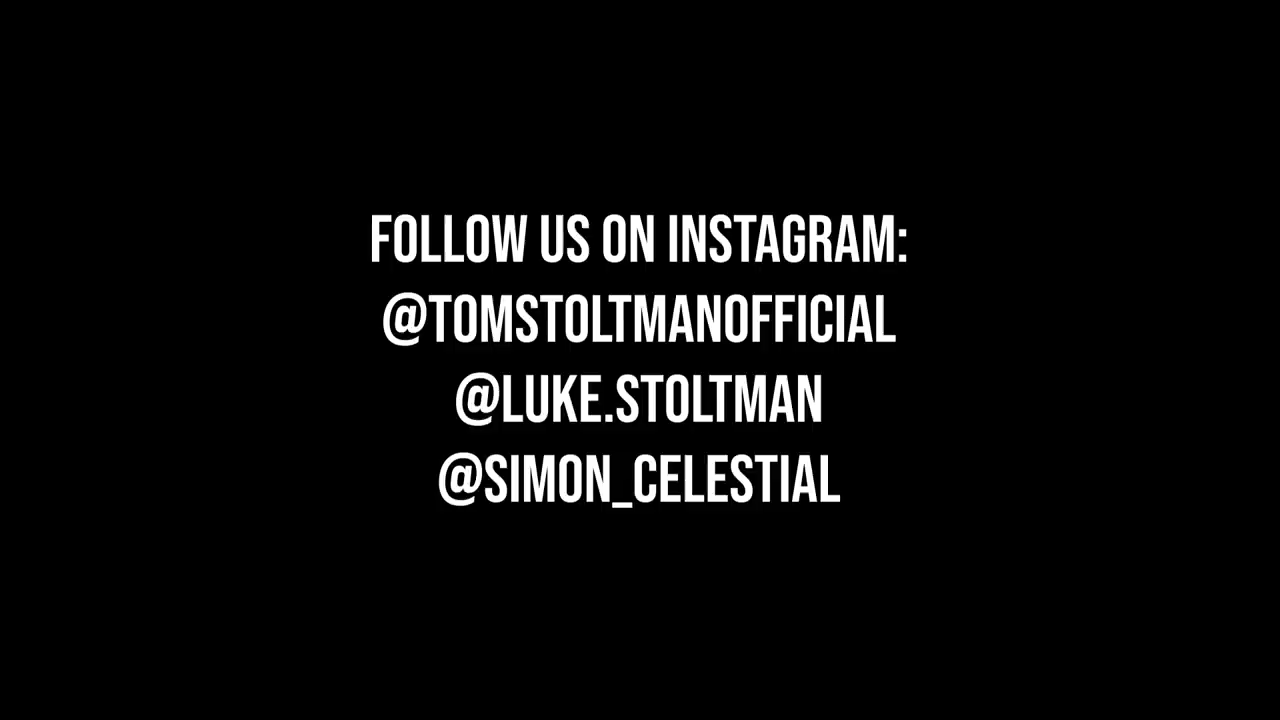 FOLLOW US ON INSTAGRAM:
@TOMSTOLTMANOFFICIAL
@LUKE.STOLTMAN
@SIMON_CELESTIAL